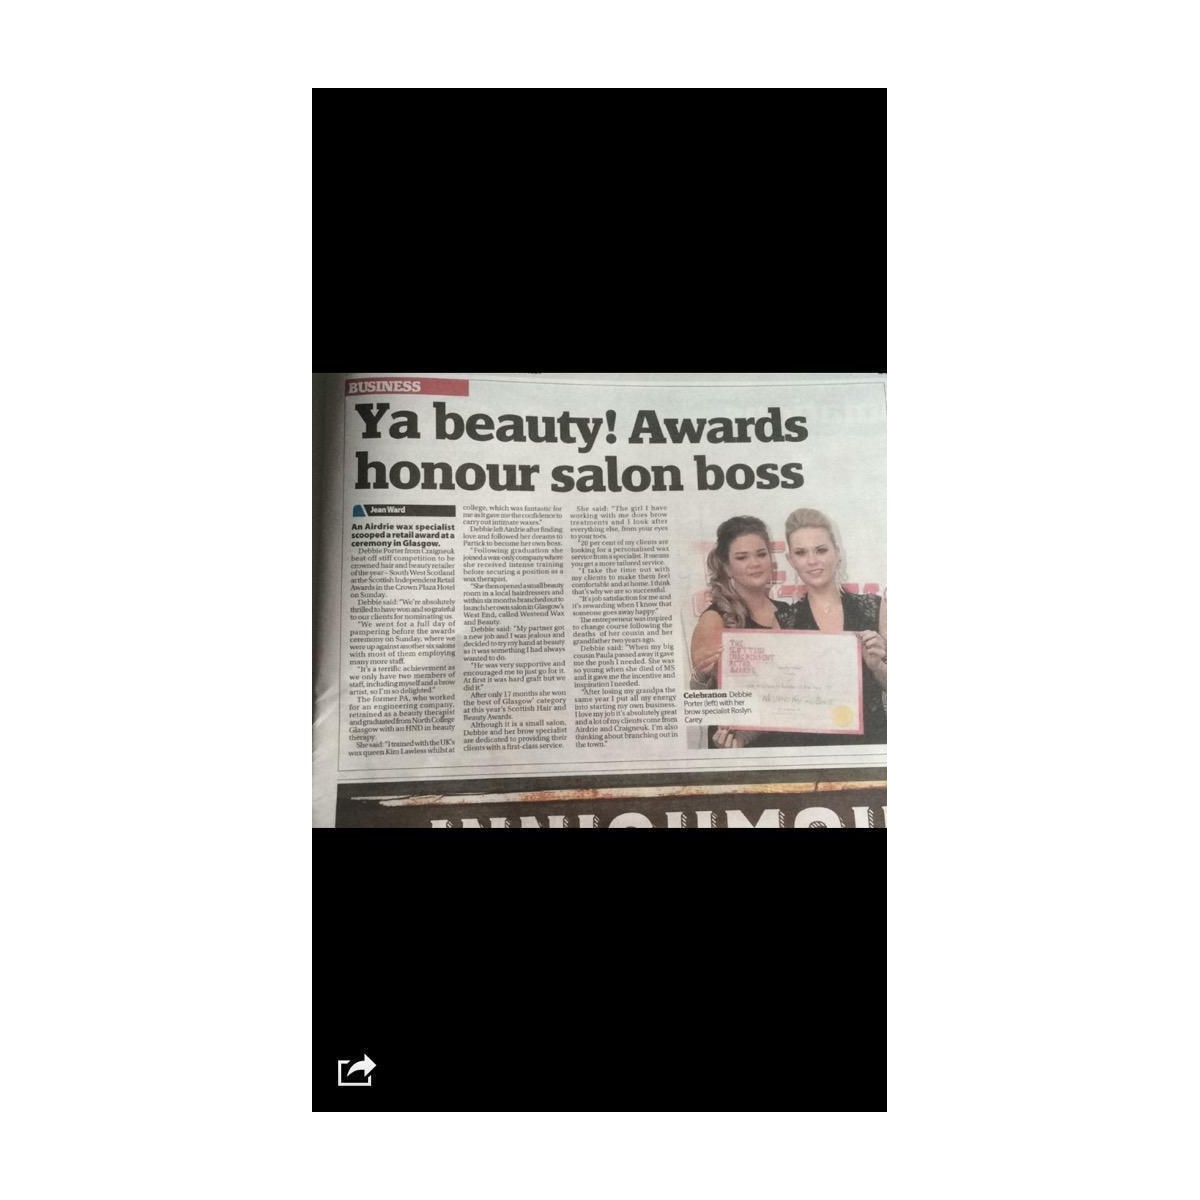 BUSINESS
Ya beauty! Awards
honour salon boss
Jean Ward
An Airdrie wax specialist
scooped a retail award at a
ceremony in Glasgow.
Debbie Porter from Craigneuk
beat off stiff competition to be
crowned hair and beauty retailer
of the year – South West Scotland
at the Scottish Independent Retail
Awards in the Crown Plaza Hotel
on Sunday.
Debbie said: "We're absolutely
thrilled to have won and so grateful
to our clients for nominating us.
"We went for a full day of
pampering before the awards
ceremony on Sunday, where we
were up against another six salons
with most of them employing
many more staff.
"It's a terrific achievement as
we only have two members of
staff, including myself and a brow
artist, so I'm so delighted."
The former PA, who worked
for an engineering company,
retrained as a beauty therapist
and graduated from North College
Glasgow with an HND in beauty
therapy.
She said: "I trained with the UK's
wax queen Kim Lawless whilst at
college, which was fantastic for
me as it gave me the confidence to
carry out intimate waxes."
Debbie left Airdrie after finding
love and followed her dreams to
Partick to become her own boss.
"Following graduation she
joined a wax-only company where
she received intense training
before securing a position as a
wax therapist.
"She then opened a small beauty
room in a local hairdressers and
within six months branched out to
launch her own salon in Glasgow's
West End, called Westend Wax
and Beauty.
Debbie said: "My partner got
a new job and I was jealous and
decided to try my hand at beauty
as it was something I had always
wanted to do.
"He was very supportive and
encouraged me to just go for it.
At first it was hard graft but we
did it."
After only 17 months she won
the best of Glasgow' category
at this year's Scottish Hair and
Beauty Awards.
Although it is a small salon,
Debbie and her brow specialist
are dedicated to providing their
clients with a first-class service.
She said: "The girl I have
working with me does brow
treatments and I look after
everything else, from your eyes
to your toes.
"20 per cent of my clients are
looking for a personalised wax
service from a specialist. It means
you get a more tailored service.
"I take the time out with
my clients to make them feel
comfortable and at home. I think
that's why we are so successful.
"It's job satisfaction for me and
it's rewarding when I know that
someone goes away happy."
The entrepreneur was inspired
to change course following the
deaths of her cousin and her
grandfather two years ago.
Debbie said: "When my big
cousin Paula passed away it gave
me the push I needed. She was
so young when she died of MS
and it gave me the incentive and
inspiration I needed.
"After losing my grandpa the
same year I put all my energy
into starting my own business.
I love my job it's absolutely great
and a lot of my clients come from
Airdrie and Craigneuk. I'm also
thinking about branching out in
the town."
THE
SCOTTISH
INDEPENDENT
RETAIL
AWARDS
Celebration Debbie
Porter (left) with her
brow specialist Roslyn
Carey